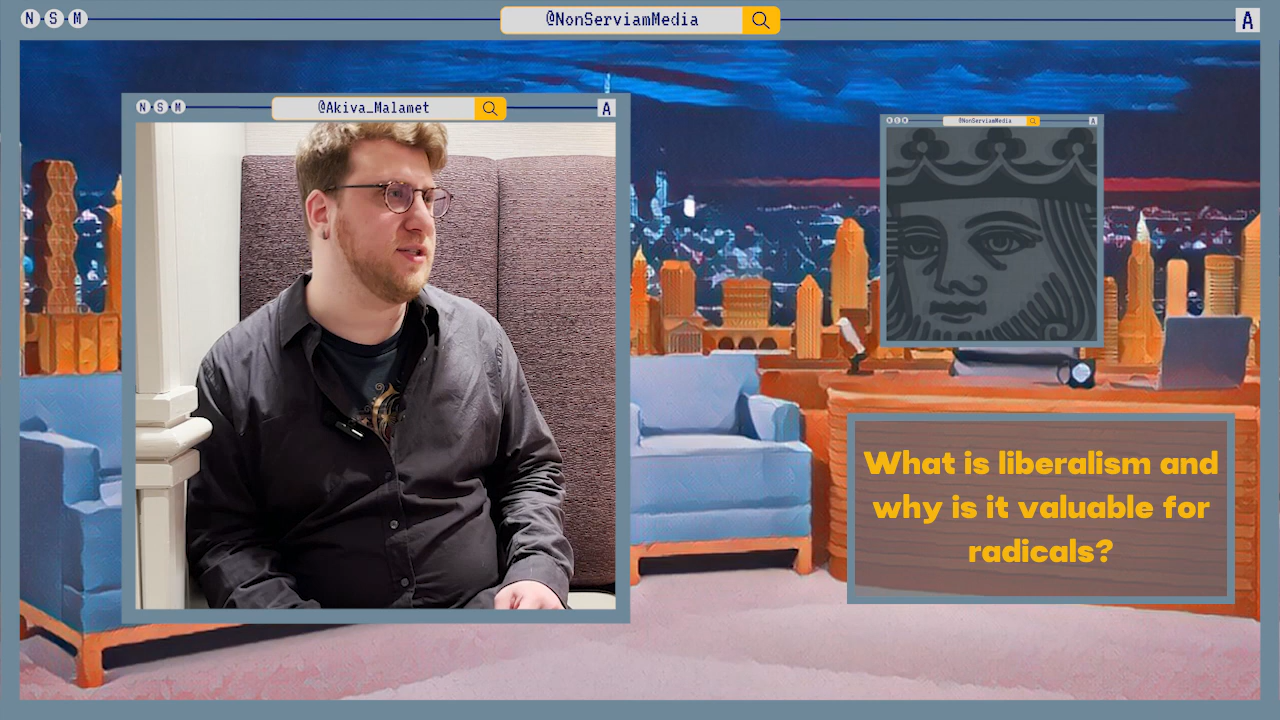 N S M
@NonServiamMedia
A
N S M
@Akiva_Malamet
A
N S M
@NonServiamMedia
A
What is liberalism and
why is it valuable for
radicals?